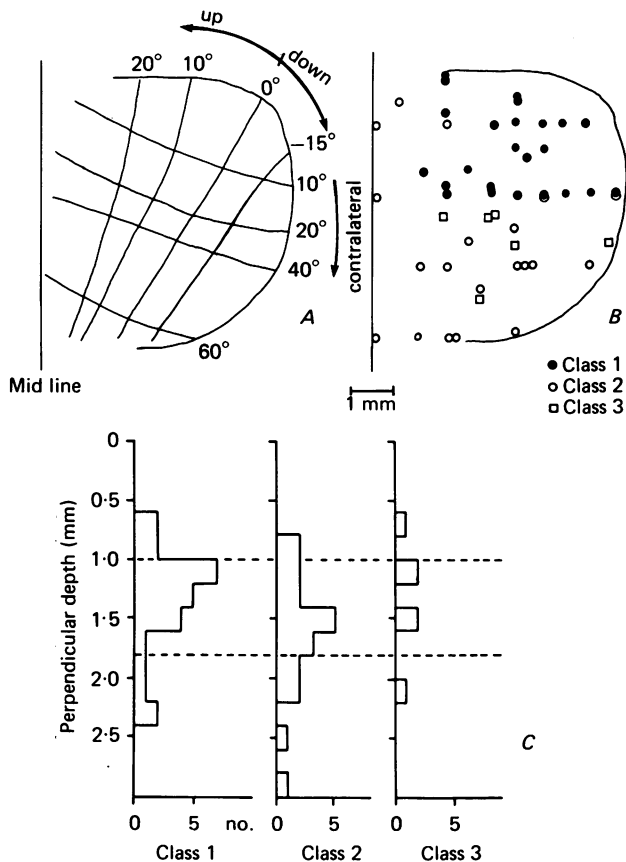 up
down
20° 10° 0°
−15°
10°
20°
40°
60°
A
Mid line
contralateral
B
1 mm
● Class 1
○ Class 2
□ Class 3
Perpendicular depth (mm)
0
0·5
1·0
1·5
2·0
2·5
C
0 5 no. 0 5 0 5
Class 1 Class 2 Class 3